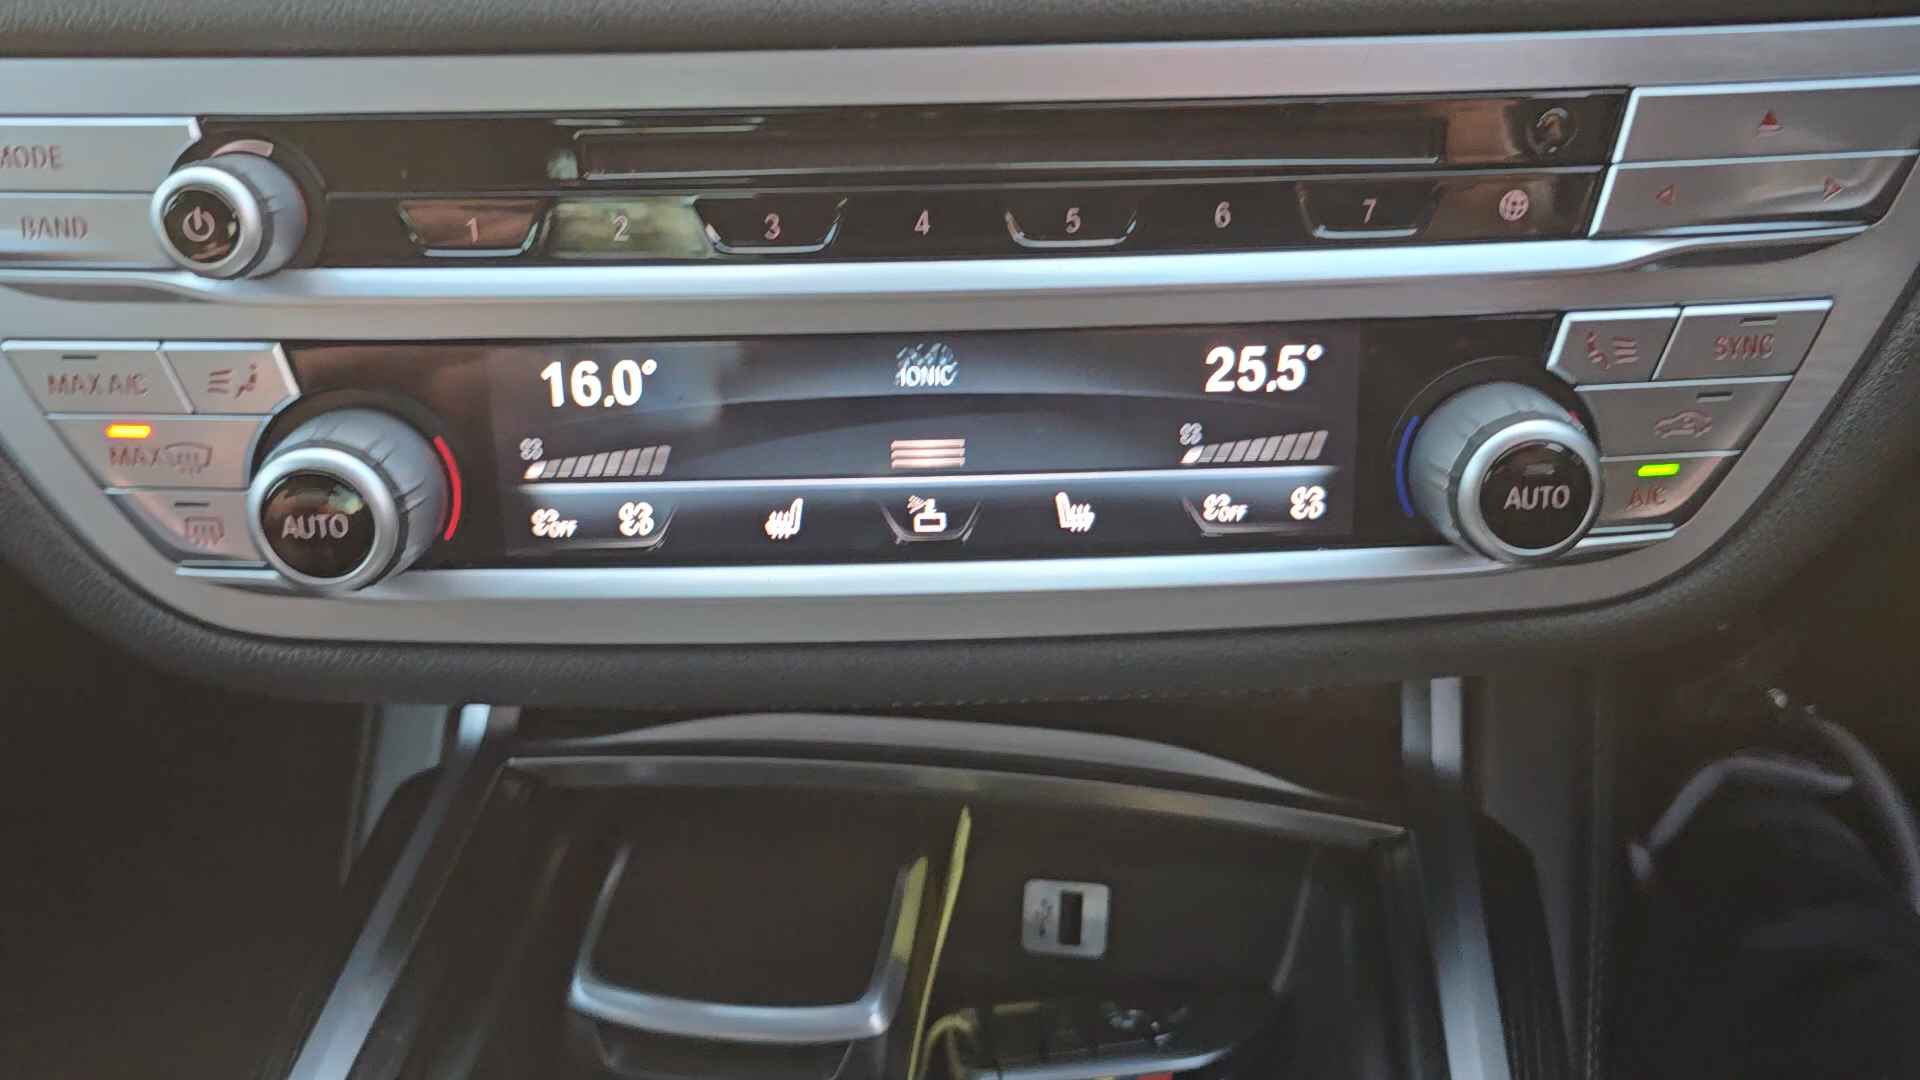 MODE
BAND
1 2 3 4 5 6 7
MAX A/C
16.0°
IONIC
25.5°
SYNC
MAX
AUTO
OFF
OFF
AUTO
A/C